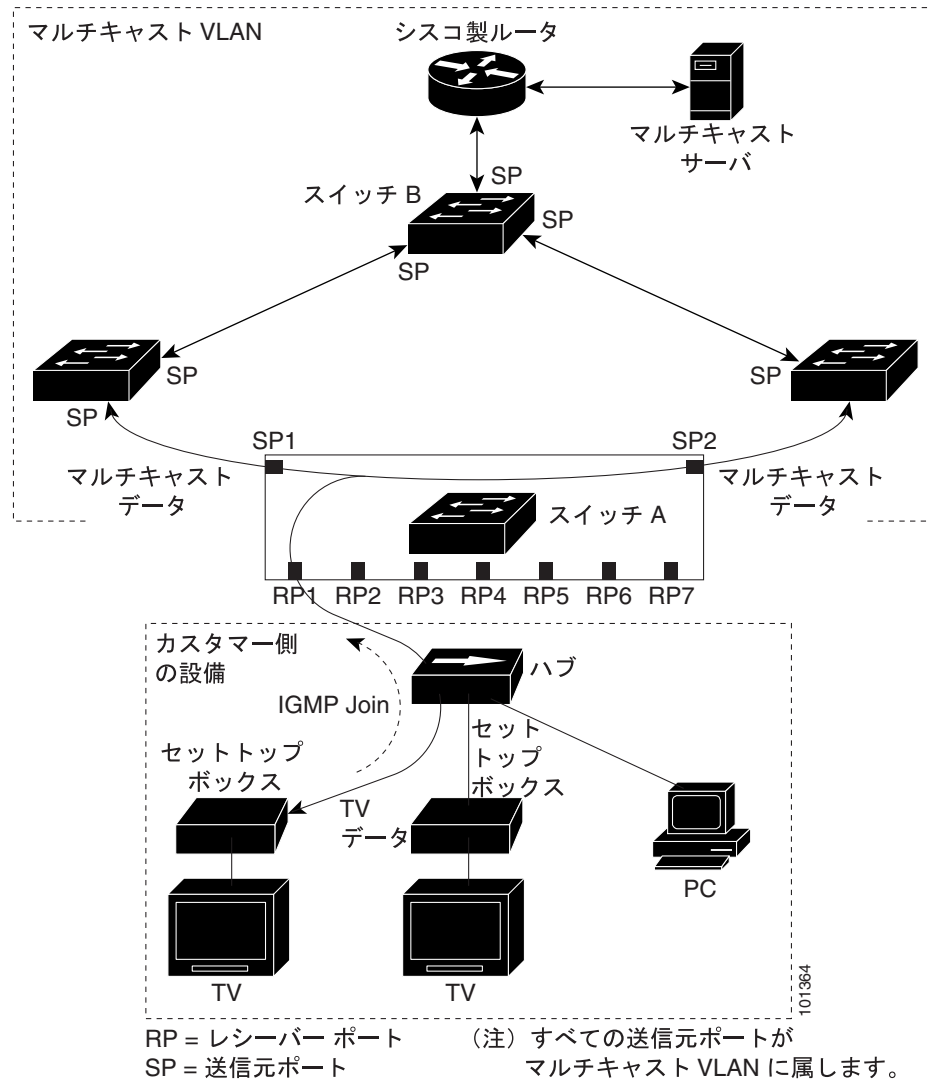 マルチキャスト VLAN
シスコ製ルータ
マルチキャスト
サーバ
SP
スイッチ B
SP
SP
SP
SP
SP
SP1
SP2
マルチキャスト
データ
マルチキャスト
データ
スイッチ A
RP1 RP2 RP3 RP4 RP5 RP6 RP7
カスタマー側
の設備
ハブ
IGMP Join
セット
トップ
ボックス
セットトップ
ボックス
TV
データ
PC
TV
TV
101364
RP = レシーバー ポート
SP = 送信元ポート
（注）すべての送信元ポートが
マルチキャスト VLAN に属します。